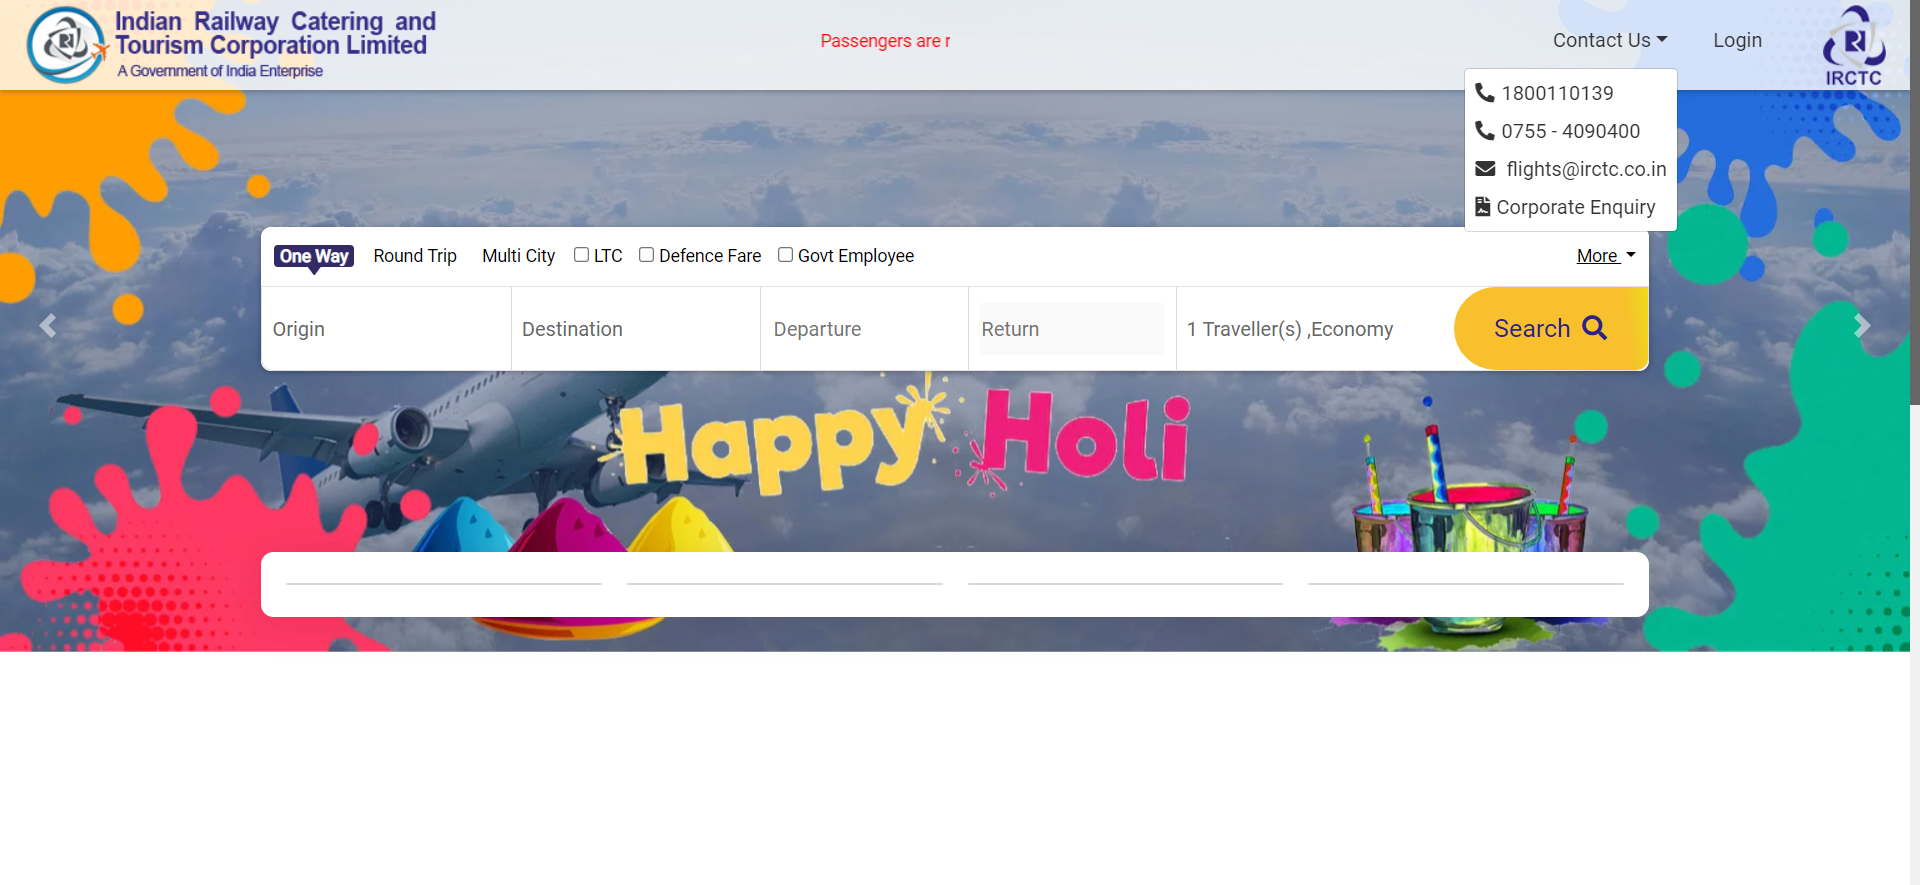 Indian Railway Catering and
Tourism Corporation Limited
A Government of India Enterprise
Passengers are
Contact Us
Login
IRCTC
1800110139
0755 - 4090400
flights@irctc.co.in
Corporate Enquiry
One Way Round Trip Multi City LTC Defence Fare Govt Employee More
Origin Destination Departure Return 1 Traveller(s) ,Economy Search
Happy Holi